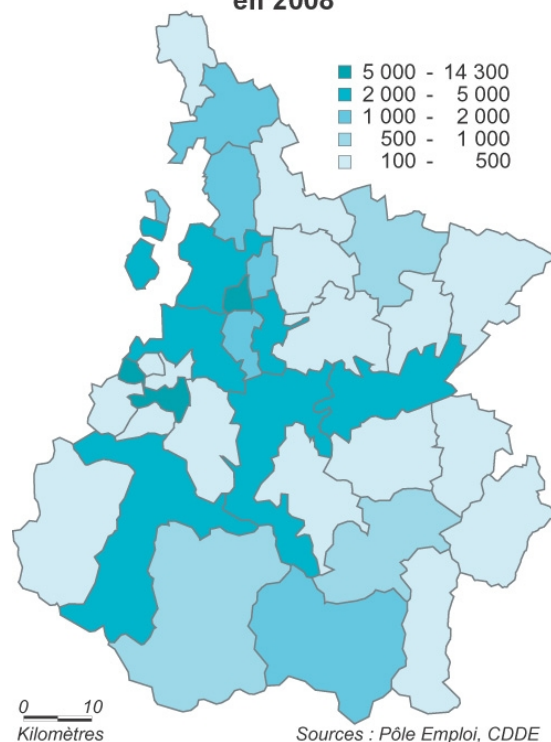 en 2008
5 000 - 14 300
2 000 - 5 000
1 000 - 2 000
500 - 1 000
100 - 500
0 10
Kilomètres
Sources : Pôle Emploi, CDDE